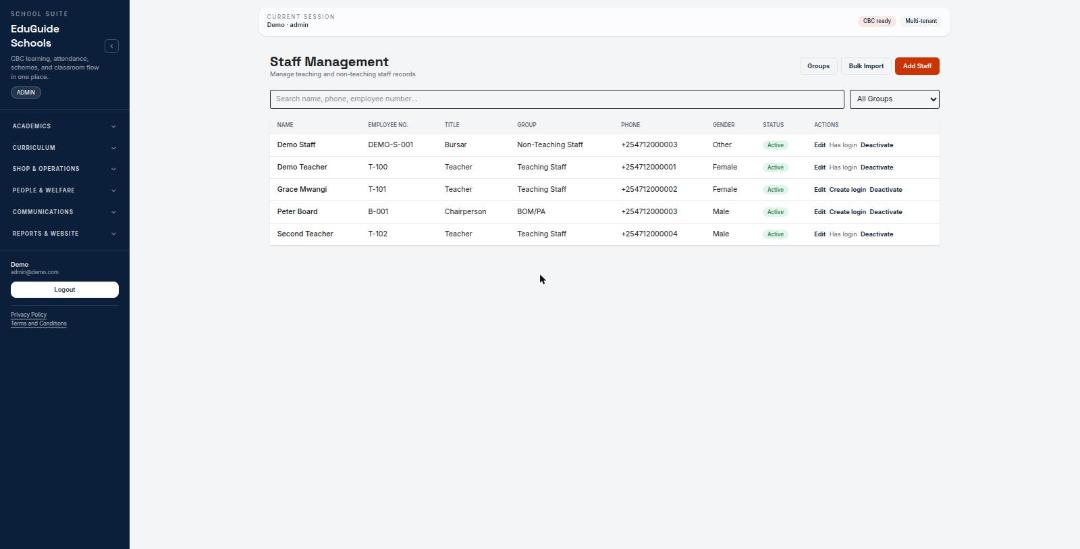 SCHOOL SUITE
EduGuide
Schools
CBC learning, attendance,
schemes, and classroom flow
in one place.
ADMIN
ACADEMICS
CURRICULUM
SHOP & OPERATIONS
PEOPLE & WELFARE
COMMUNICATIONS
REPORTS & WEBSITE
Demo
admin@demo.com
Logout
Privacy Policy
Terms and Conditions
CURRENT SESSION
Demo · admin
CBC ready Multi-tenant
Staff Management
Manage teaching and non-teaching staff records
Groups Bulk Import Add Staff
Search name, phone, employee number... All Groups
NAME EMPLOYEE NO. TITLE GROUP PHONE GENDER STATUS ACTIONS
Demo Staff DEMO-S-001 Bursar Non-Teaching Staff +254712000003 Other Active Edit Has login Deactivate
Demo Teacher T-100 Teacher Teaching Staff +254712000001 Female Active Edit Has login Deactivate
Grace Mwangi T-101 Teacher Teaching Staff +254712000002 Female Active Edit Create login Deactivate
Peter Board B-001 Chairperson BOM/PA +254712000003 Male Active Edit Create login Deactivate
Second Teacher T-102 Teacher Teaching Staff +254712000004 Male Active Edit Has login Deactivate